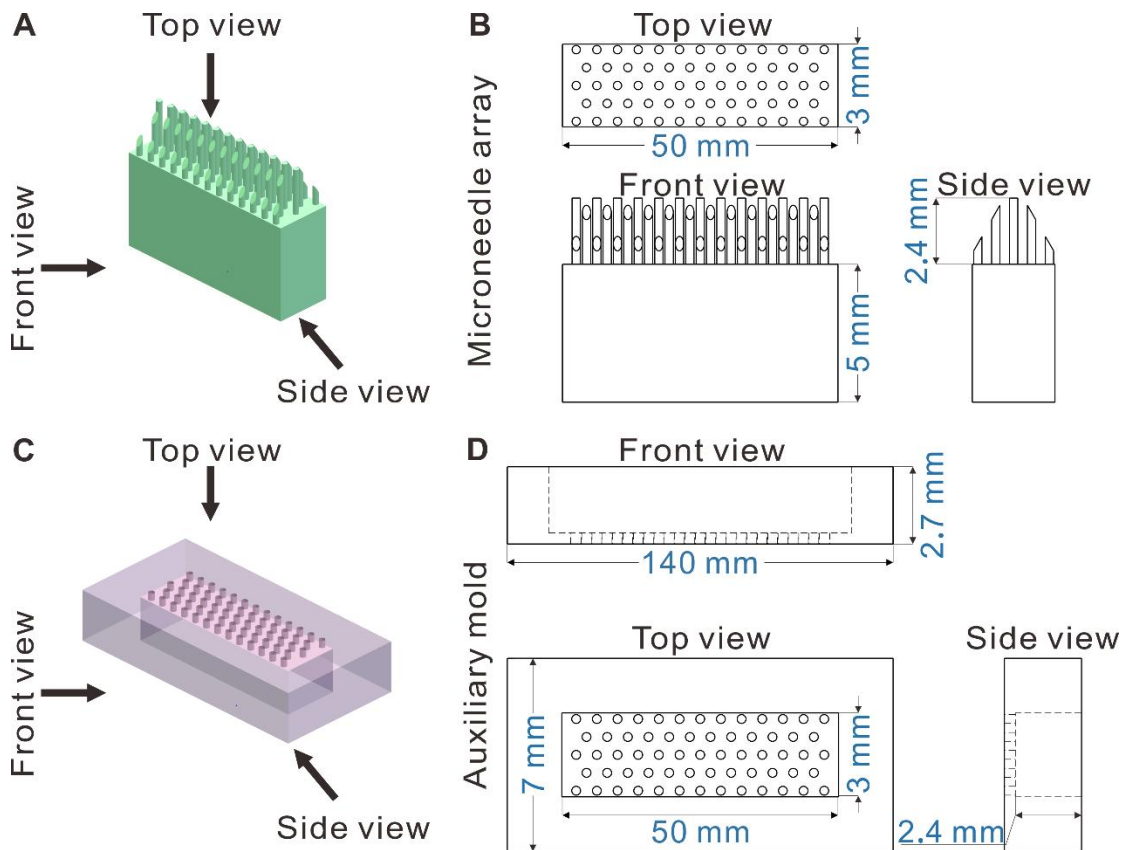 A
Top view
Front view
Side view
B
Microneedle array
Top view
3 mm
50 mm
Front view
Side view
2.4 mm
5 mm
C
Top view
Front view
Side view
D
Auxiliary mold
Front view
2.7 mm
140 mm
Top view
Side view
7 mm
3 mm
50 mm
2.4 mm